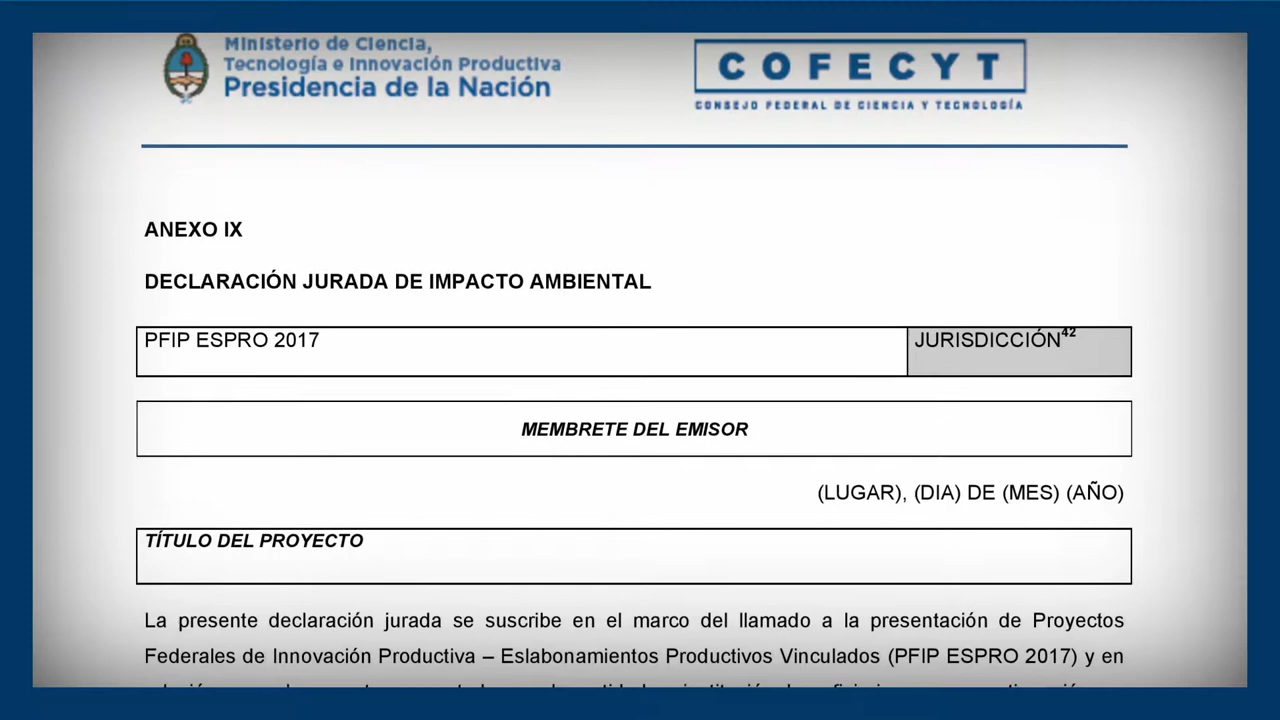 Ministerio de Ciencia,
Tecnología e Innovación Productiva
Presidencia de la Nación
COFECYT
CONSEJO FEDERAL DE CIENCIA Y TECNOLOGÍA
ANEXO IX
DECLARACIÓN JURADA DE IMPACTO AMBIENTAL
PFIP ESPRO 2017 JURISDICCIÓN42
MEMBRETE DEL EMISOR
(LUGAR), (DIA) DE (MES) (AÑO)
TÍTULO DEL PROYECTO
La presente declaración jurada se suscribe en el marco del llamado a la presentación de Proyectos
Federales de Innovación Productiva – Eslabonamientos Productivos Vinculados (PFIP ESPRO 2017) y en